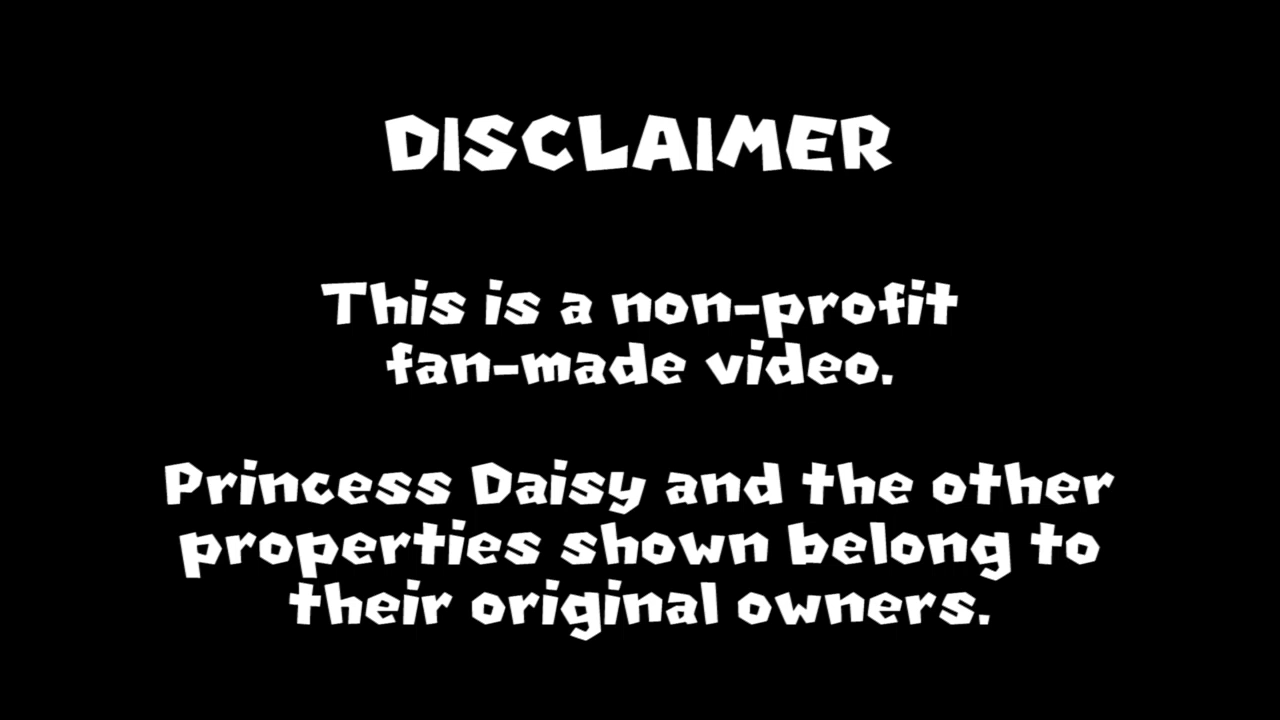 DISCLAIMER
This is a non-profit
fan-made video.
Princess Daisy and the other
properties shown belong to
their original owners.